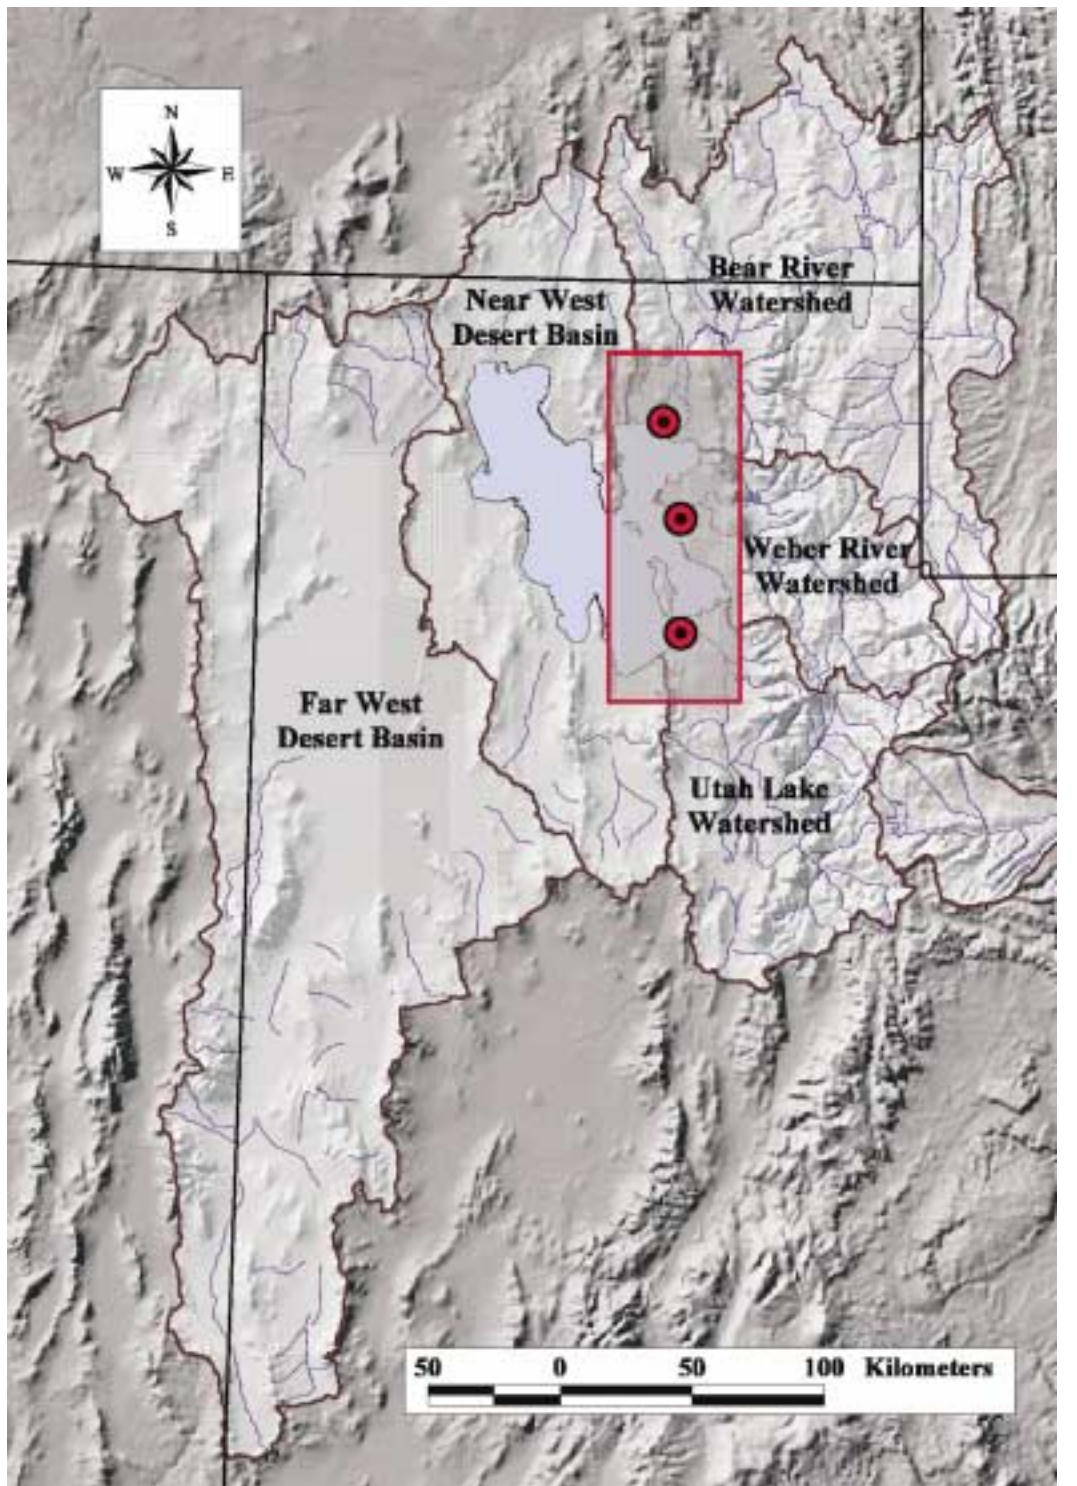 N
W E
S
Bear River
Watershed
Near West
Desert Basin
Weber River
Watershed
Far West
Desert Basin
Utah Lake
Watershed
50 0 50 100 Kilometers